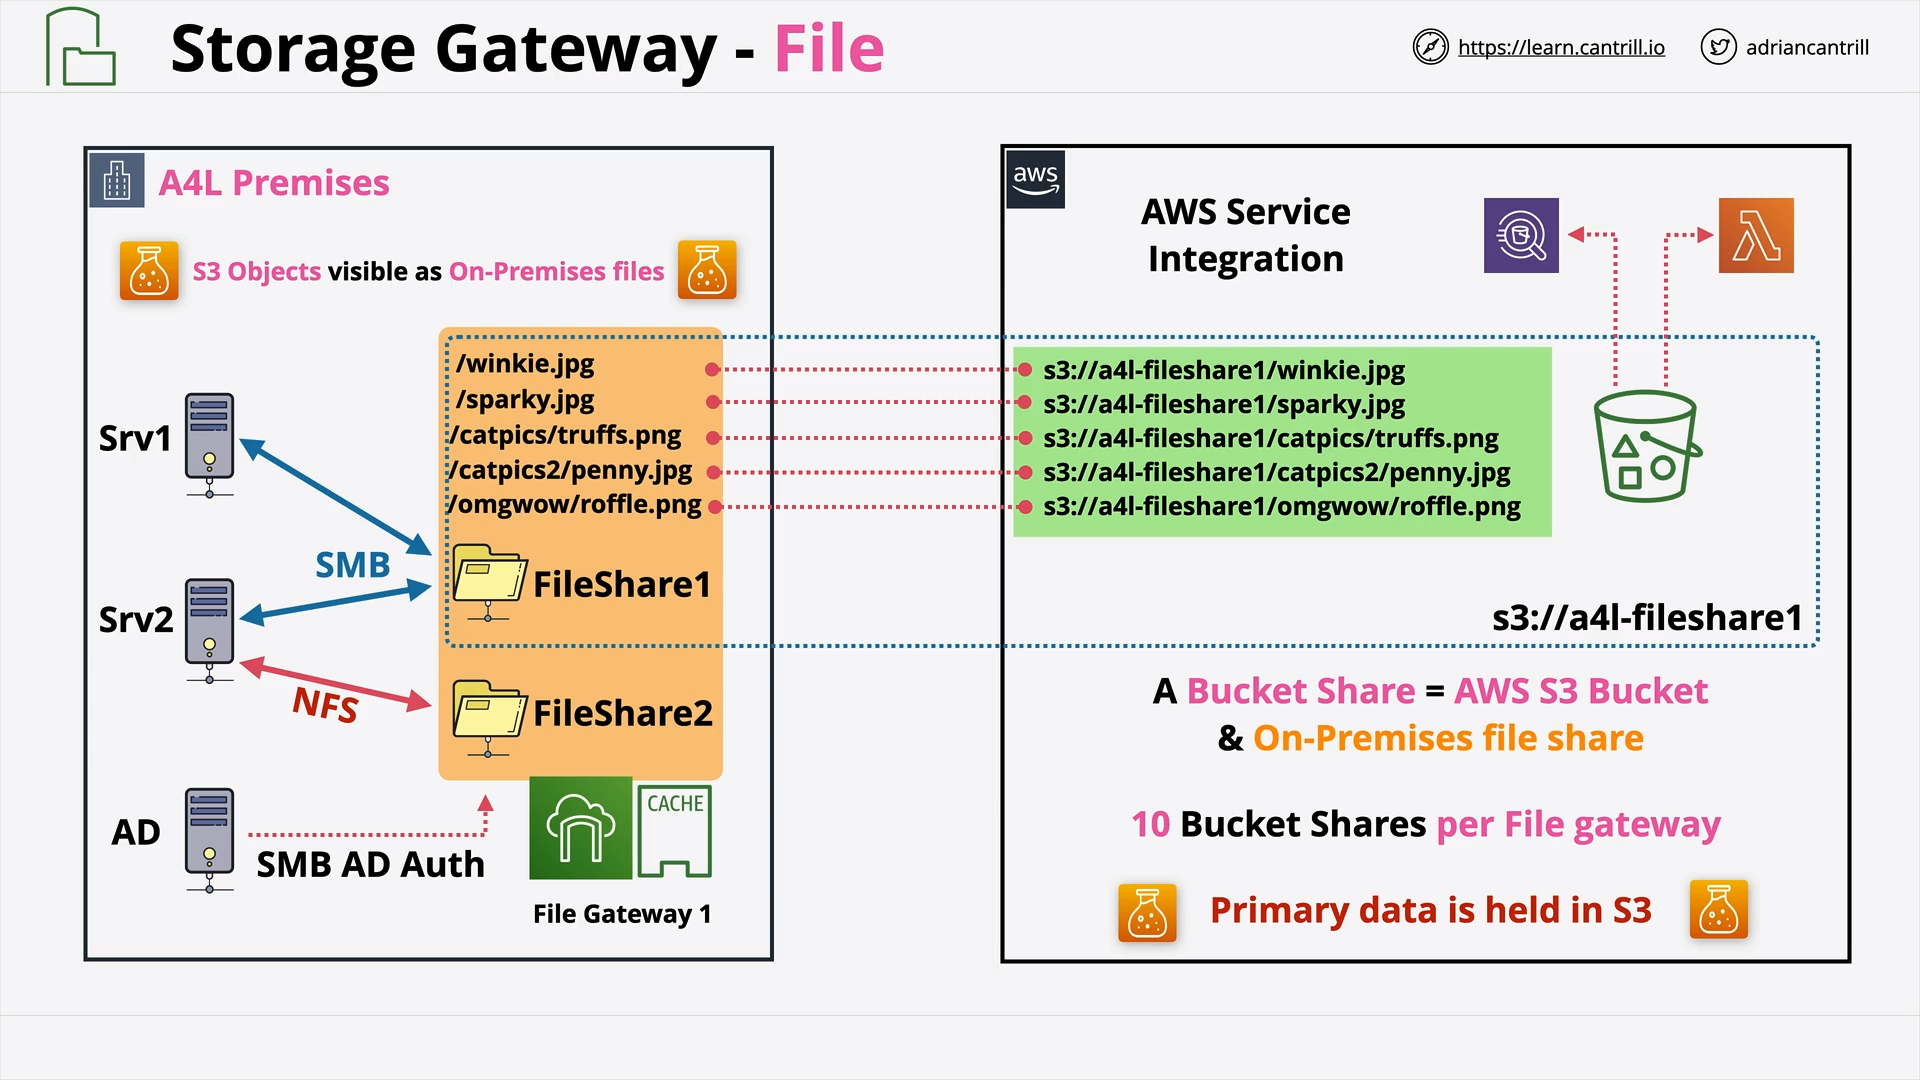 Storage Gateway - File
https://learn.cantrill.io
adriancantrill
A4L Premises
S3 Objects visible as On-Premises files
/winkie.jpg
/sparky.jpg
/catpics/truffs.png
/catpics2/penny.jpg
/omgwow/roffle.png
Srv1
SMB
FileShare1
Srv2
NFS
FileShare2
AD
SMB AD Auth
CACHE
File Gateway 1
aws
AWS Service
Integration
s3://a4l-fileshare1/winkie.jpg
s3://a4l-fileshare1/sparky.jpg
s3://a4l-fileshare1/catpics/truffs.png
s3://a4l-fileshare1/catpics2/penny.jpg
s3://a4l-fileshare1/omgwow/roffle.png
s3://a4l-fileshare1
A Bucket Share = AWS S3 Bucket
& On-Premises file share
10 Bucket Shares per File gateway
Primary data is held in S3